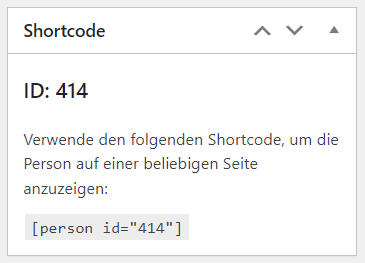 Shortcode
ID: 414
Verwende den folgenden Shortcode, um die
Person auf einer beliebigen Seite
anzuzeigen:
[person id="414"]